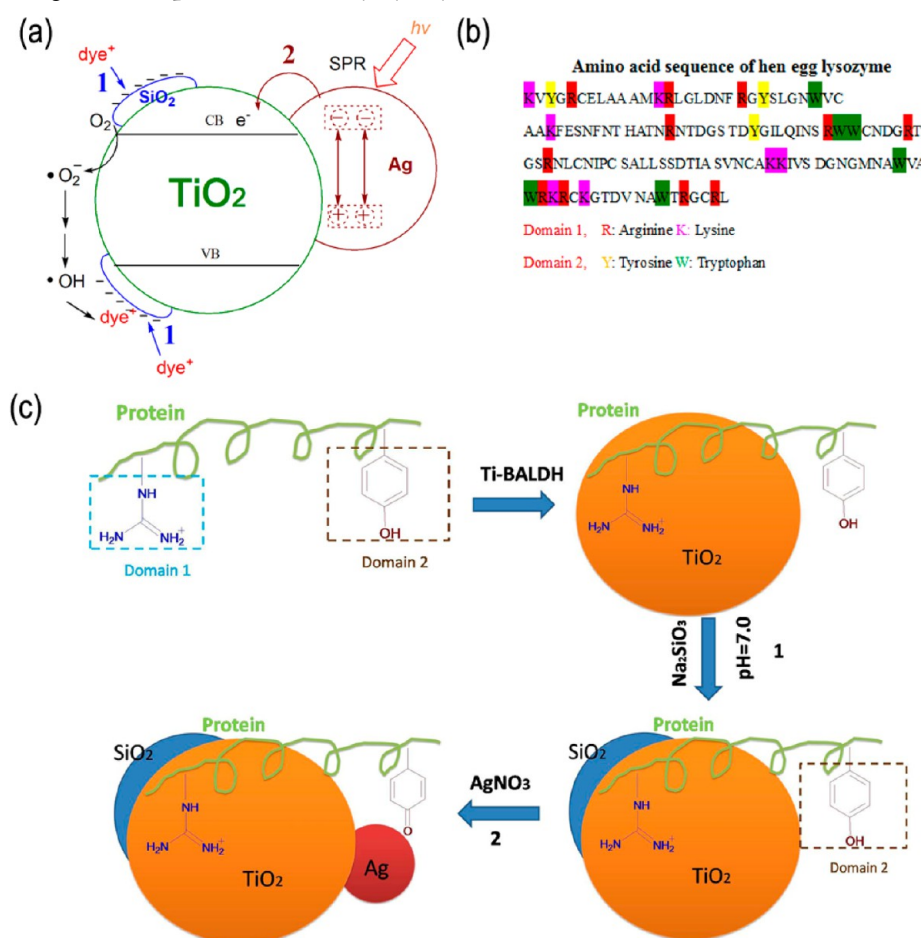 (a)
hv
dye+
2
SPR
1
SiO₂
O₂
CB e-
Ag
• O₂⁻
TiO₂
VB
• OH
dye+
1
dye+
(b)
Amino acid sequence of hen egg lysozyme
KVYGRCELAAAMKRLGLDNFRGYSLGNWVC
AAKFESNFNT HATNRNTDGS TDYGILQINS RWWCNDGRT
GSRNLCNIPC SALLSSDTIA SVNCAKKIVS DGNGMNAWVA
WRKRCKGTDV NAWTRGCRL
Domain 1, R: Arginine K: Lysine
Domain 2, Y: Tyrosine W: Tryptophan
(c)
Protein
NH
H₂N NH₂+
Domain 1
OH
Domain 2
Ti-BALDH
Protein
NH
H₂N NH₂+
OH
TiO₂
Na₂SiO₃
pH=7.0
1
Protein
SiO₂
NH
H₂N NH₂+
O
Ag
TiO₂
AgNO₃
2
Protein
SiO₂
NH
H₂N NH₂+
OH
Domain 2
TiO₂